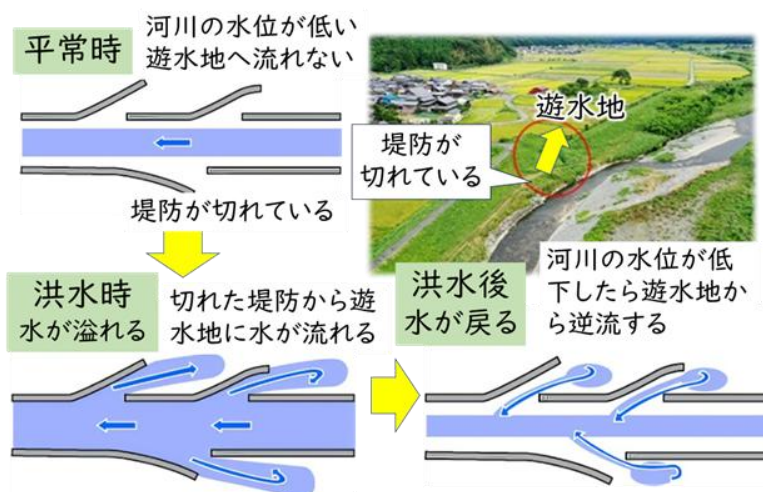 平常時
河川の水位が低い
遊水地へ流れない
堤防が切れている
遊水地
堤防が
切れている
洪水時
水が溢れる
切れた堤防から遊
水地に水が流れる
洪水後
水が戻る
河川の水位が低
下したら遊水地か
ら逆流する